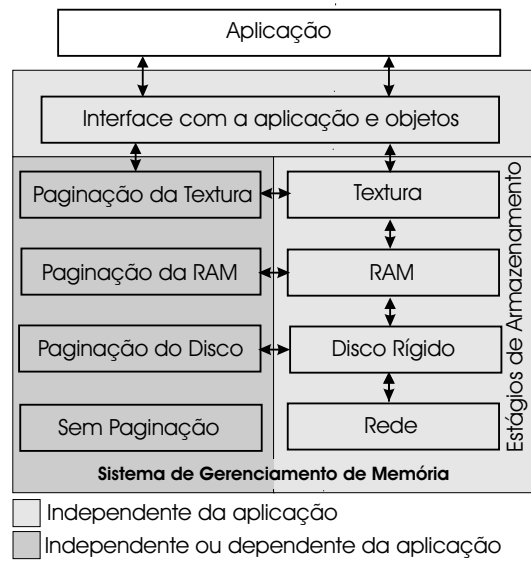 Aplicação
Interface com a aplicação e objetos
Paginação da Textura
Textura
Paginação da RAM
RAM
Paginação do Disco
Disco Rígido
Sem Paginação
Rede
Estágios de Armazenamento
Sistema de Gerenciamento de Memória
Independente da aplicação
Independente ou dependente da aplicação